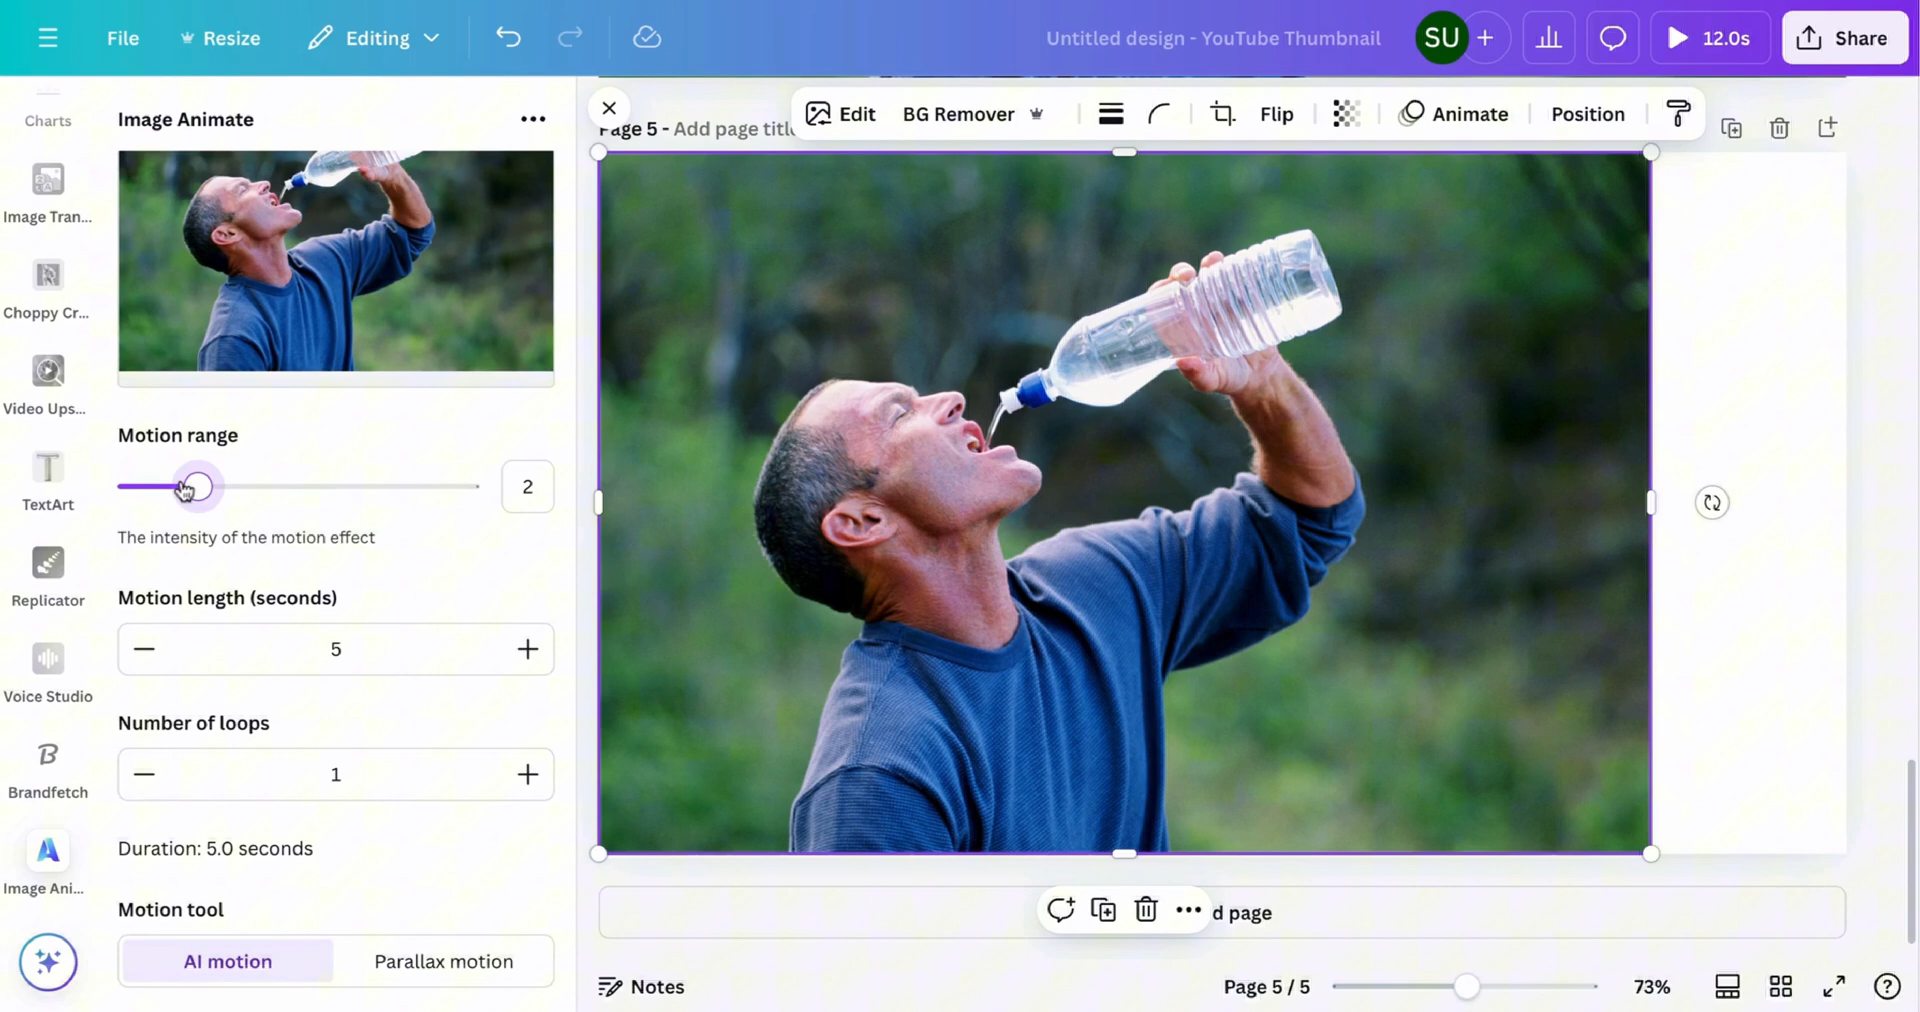 File
Resize
Editing
Untitled design - YouTube Thumbnail
SU
12.0s
Share
Charts
Image Tran...
Choppy Cr...
Video Ups...
TextArt
Replicator
Voice Studio
Brandfetch
Image Ani...
Image Animate
Motion range
2
The intensity of the motion effect
Motion length (seconds)
5
Number of loops
1
Duration: 5.0 seconds
Motion tool
AI motion
Parallax motion
Edit
BG Remover
Flip
Animate
Position
Page 5 - Add page title
d page
Notes
Page 5 / 5
73%